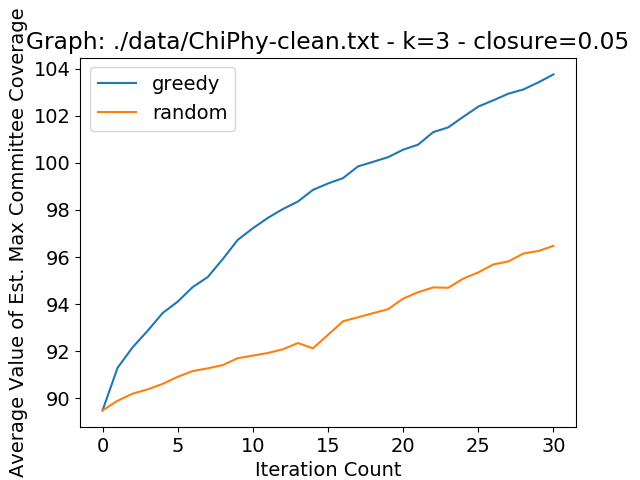 Graph: ./data/ChiPhy-clean.txt - k=3 - closure=0.05
Average Value of Est. Max Committee Coverage
104
102
100
98
96
94
92
90
greedy
random
0 5 10 15 20 25 30
Iteration Count